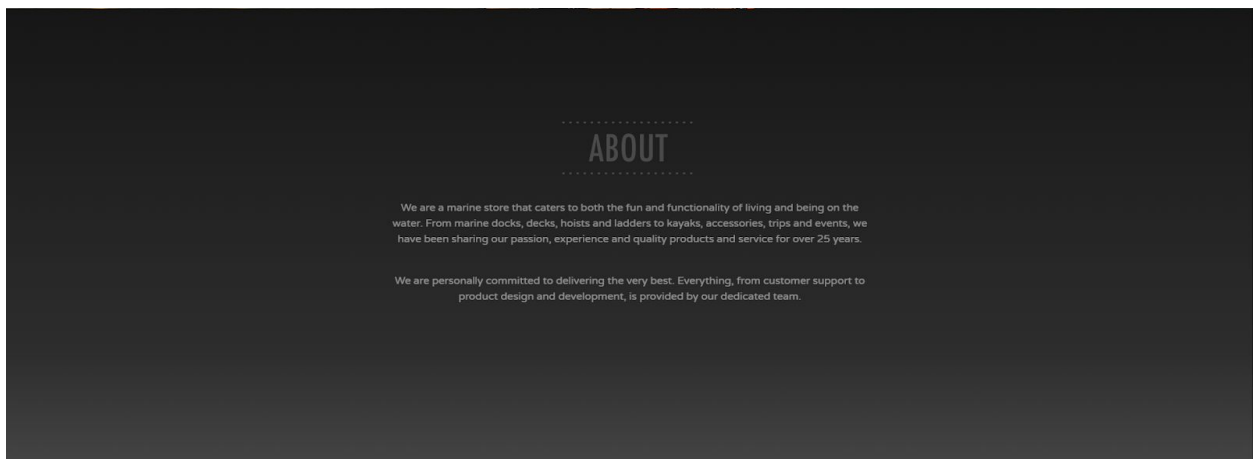 ABOUT
We are a marine store that caters to both the fun and functionality of living and being on the
water. From marine docks, decks, hoists and ladders to kayaks, accessories, trips and events, we
have been sharing our passion, experience and quality products and service for over 25 years.
We are personally committed to delivering the very best. Everything, from customer support to
product design and development, is provided by our dedicated team.